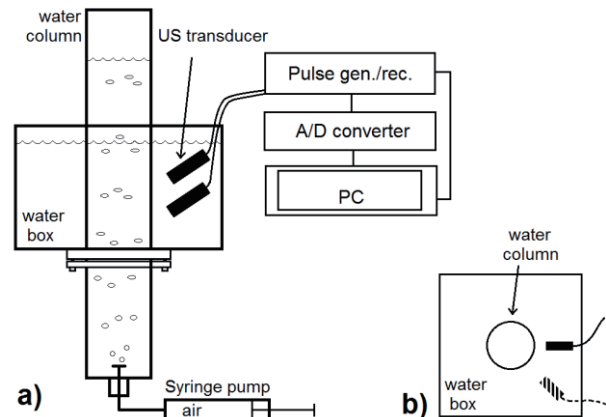 water
column
US transducer
Pulse gen./rec.
A/D converter
PC
water
box
a)
Syringe pump
air
water
column
water
box
b)